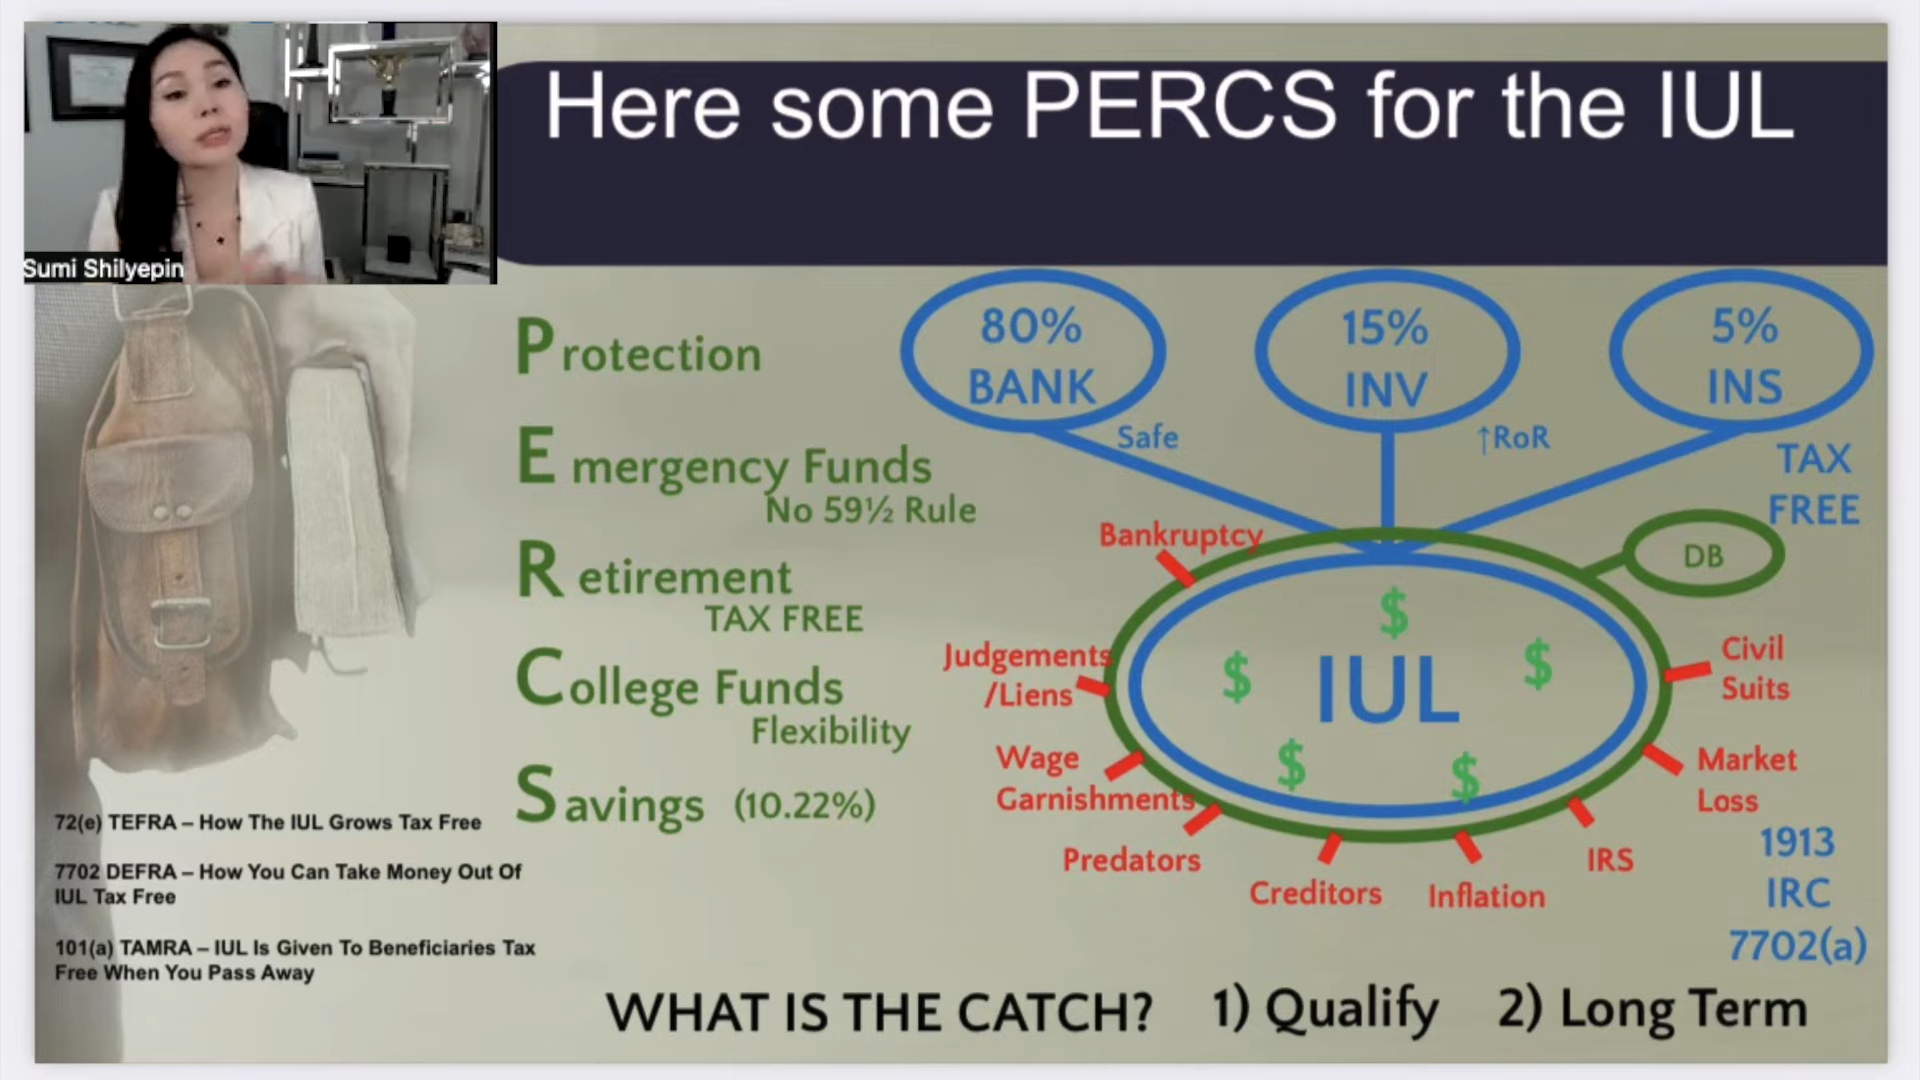 Here some PERCS for the IUL
Sumi Shilyepin
Protection
Emergency Funds
No 59½ Rule
Retirement
TAX FREE
College Funds
Flexibility
Savings (10.22%)
80%
BANK
15%
INV
5%
INS
Safe
↑RoR
TAX
FREE
DB
Bankruptcy
Judgements
/Liens
Wage
Garnishments
Predators
Creditors
Inflation
IRS
Market
Loss
Civil
Suits
$
$
$
IUL
$
$
1913
IRC
7702(a)
72(e) TEFRA – How The IUL Grows Tax Free
7702 DEFRA – How You Can Take Money Out Of
IUL Tax Free
101(a) TAMRA – IUL Is Given To Beneficiaries Tax
Free When You Pass Away
WHAT IS THE CATCH? 1) Qualify 2) Long Term